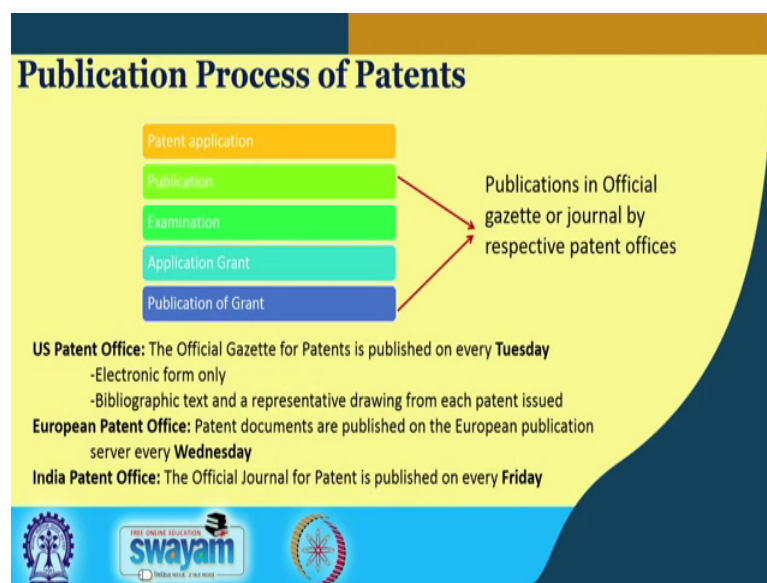 Publication Process of Patents
Patent application
Publication
Examination
Application Grant
Publication of Grant
Publications in Official
gazette or journal by
respective patent offices
US Patent Office: The Official Gazette for Patents is published on every Tuesday
-Electronic form only
-Bibliographic text and a representative drawing from each patent issued
European Patent Office: Patent documents are published on the European publication
server every Wednesday
India Patent Office: The Official Journal for Patent is published on every Friday
FREE ONLINE EDUCATION
swayam